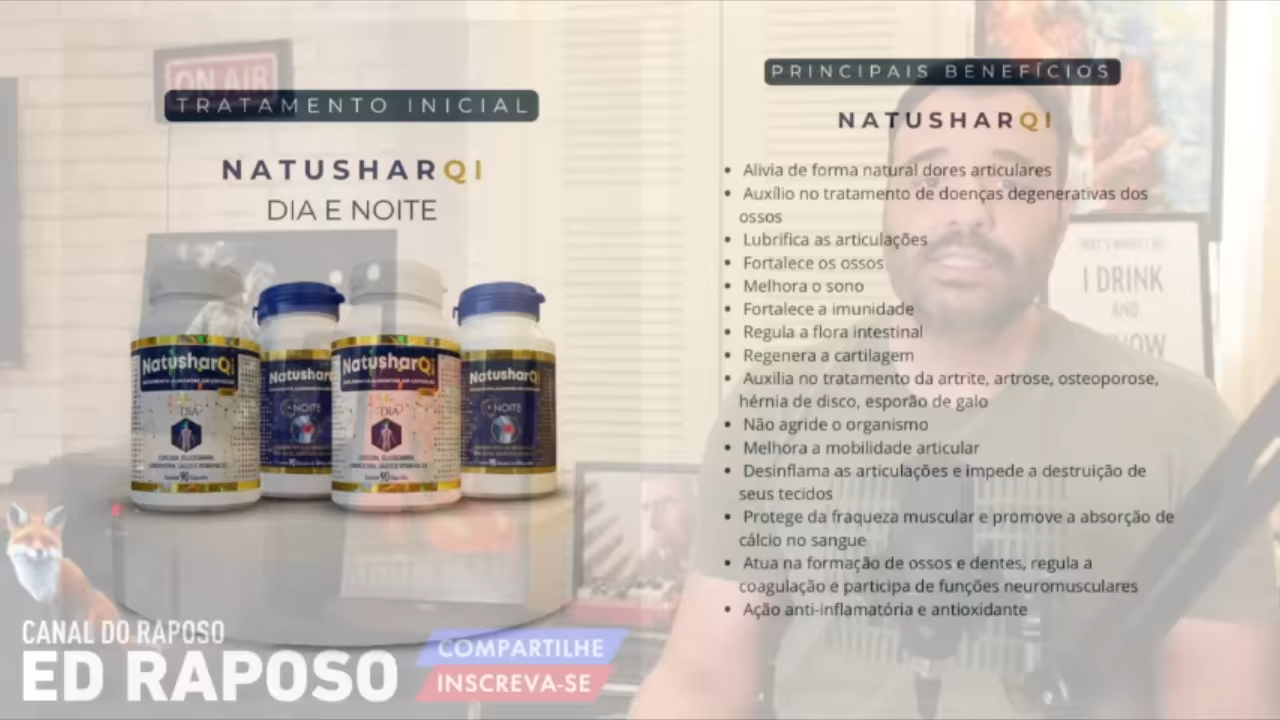 ON AIR
TRATAMENTO INICIAL
NATUSHARQI
DIA E NOITE
NatusharQi
DIA
90
Natushar
NOITE
NatusharQi
DIA
90
NatusharQ
NOITE
PRINCIPAIS BENEFÍCIOS
NATUSHARQI
• Alivia de forma natural dores articulares
• Auxílio no tratamento de doenças degenerativas dos
ossos
• Lubrifica as articulações
• Fortalece os ossos
• Melhora o sono
• Fortalece a imunidade
• Regula a flora intestinal
• Regenera a cartilagem
• Auxilia no tratamento da artrite, artrose, osteoporose,
hérnia de disco, esporão de galo
• Não agride o organismo
• Melhora a mobilidade articular
• Desinflama as articulações e impede a destruição de
seus tecidos
• Protege da fraqueza muscular e promove a absorção de
cálcio no sangue
• Atua na formação de ossos e dentes, regula a
coagulação e participa de funções neuromusculares
• Ação anti-inflamatória e antioxidante
I DRINK
AND
CANAL DO RAPOSO
ED RAPOSO
COMPARTILHE
INSCREVA-SE